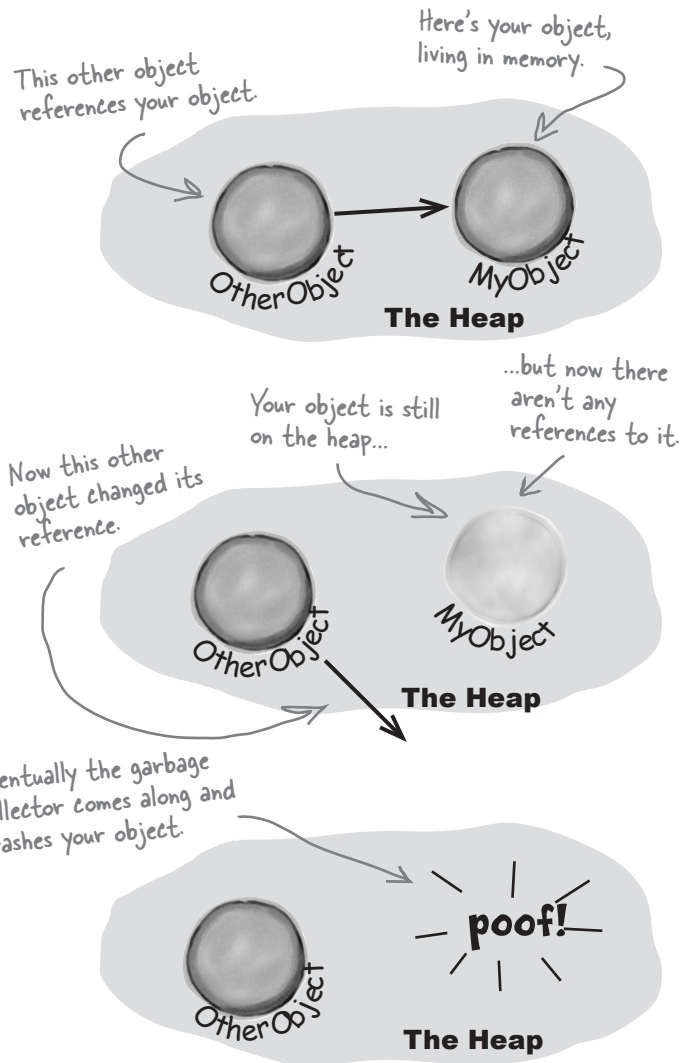 Here's your object,
living in memory.
This other object
references your object.
OtherObject
MyObject
The Heap
...but now there
aren't any
references to it.
Your object is still
on the heap...
Now this other
object changed its
reference.
OtherObject
MyObject
The Heap
entually the garbage
llector comes along and
ashes your object.
poof!
OtherObject
The Heap